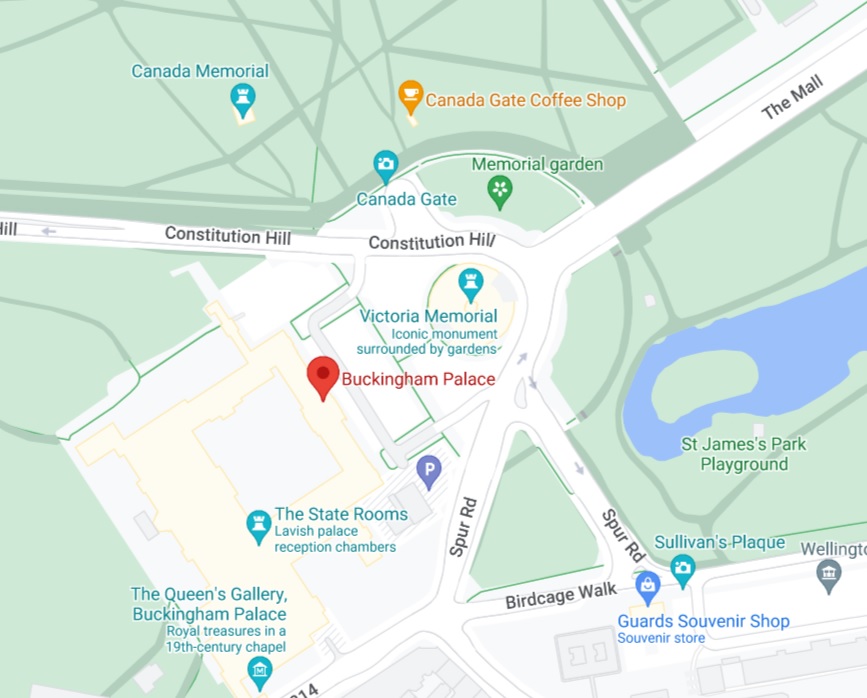 Canada Memorial
Canada Gate Coffee Shop
The Mall
Memorial garden
Canada Gate
Constitution Hill
Constitution Hill
Victoria Memorial
Iconic monument
surrounded by gardens
Buckingham Palace
St James's Park
Playground
P
The State Rooms
Lavish palace
reception chambers
Spur Rd
Spur Rd
Sullivan's Plaque
The Queen's Gallery,
Buckingham Palace
Royal treasures in a
19th-century chapel
Birdcage Walk
Guards Souvenir Shop
Souvenir store